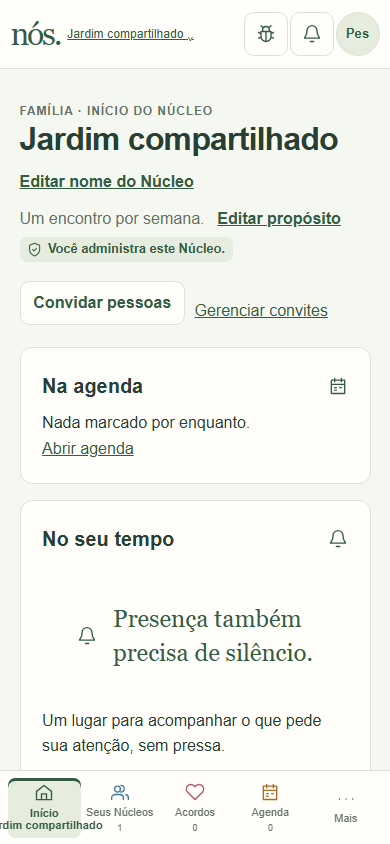 nós. Jardim compartilhado
Pes
FAMÍLIA · INÍCIO DO NÚCLEO
Jardim compartilhado
Editar nome do Núcleo
Um encontro por semana. Editar propósito
Você administra este Núcleo.
Convidar pessoas Gerenciar convites
Na agenda
Nada marcado por enquanto.
Abrir agenda
No seu tempo
Presença também
precisa de silêncio.
Um lugar para acompanhar o que pede
sua atenção, sem pressa.
Início Seus Núcleos Acordos Agenda ... Mais
rdim compartilhado 1 0 0